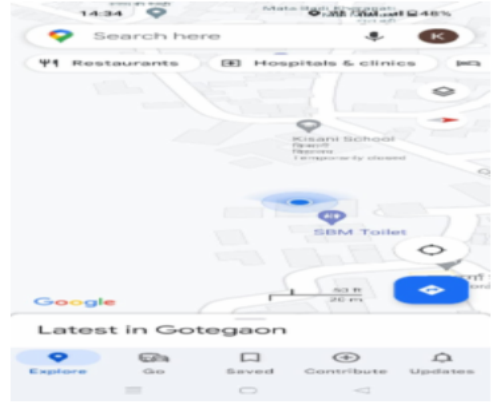 14:34
48%
Search here
K
Restaurants
Hospitals & clinics
Kisani School
Temporarily closed
SBM Toilet
50 ft
20 m
Google
Latest in Gotegaon
Explore
Go
Saved
Contribute
Updates